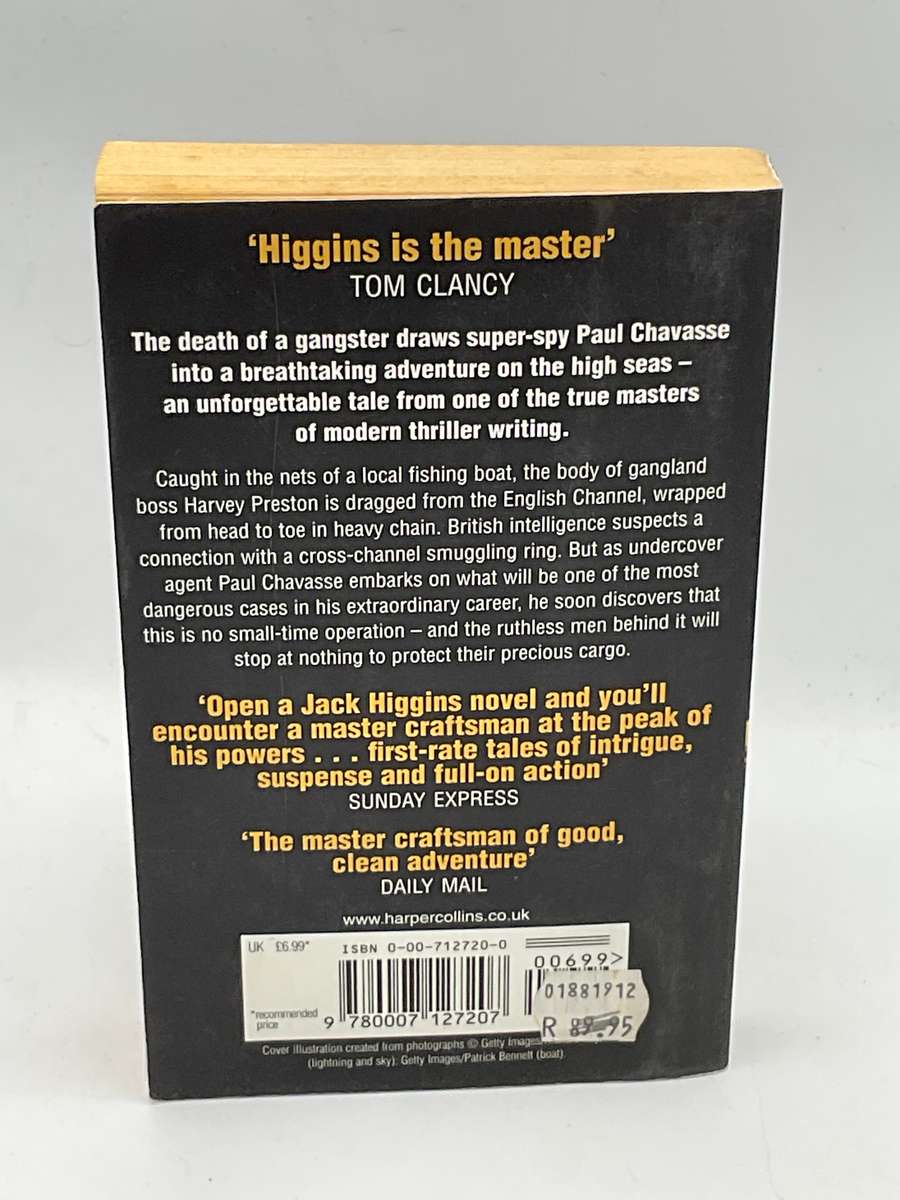 ‘Higgins is the master’
TOM CLANCY
The death of a gangster draws super-spy Paul Chavasse
into a breathtaking adventure on the high seas –
an unforgettable tale from one of the true masters
of modern thriller writing.
Caught in the nets of a local fishing boat, the body of gangland
boss Harvey Preston is dragged from the English Channel, wrapped
from head to toe in heavy chain. British intelligence suspects a
connection with a cross-channel smuggling ring. But as undercover
agent Paul Chavasse embarks on what will be one of the most
dangerous cases in his extraordinary career, he soon discovers that
this is no small-time operation – and the ruthless men behind it will
stop at nothing to protect their precious cargo.
‘Open a Jack Higgins novel and you’ll
encounter a master craftsman at the peak of
his powers . . . first-rate tales of intrigue,
suspense and full-on action’
SUNDAY EXPRESS
‘The master craftsman of good,
clean adventure’
DAILY MAIL
www.harpercollins.co.uk
UK £6.99*
ISBN 0-00-712720-0
00699>
*recommended
price
9 780007 127207
01881912
R 89.95
Cover illustration created from photographs © Getty Images
(lightning and sky); Getty Images/Patrick Bennett (boat)